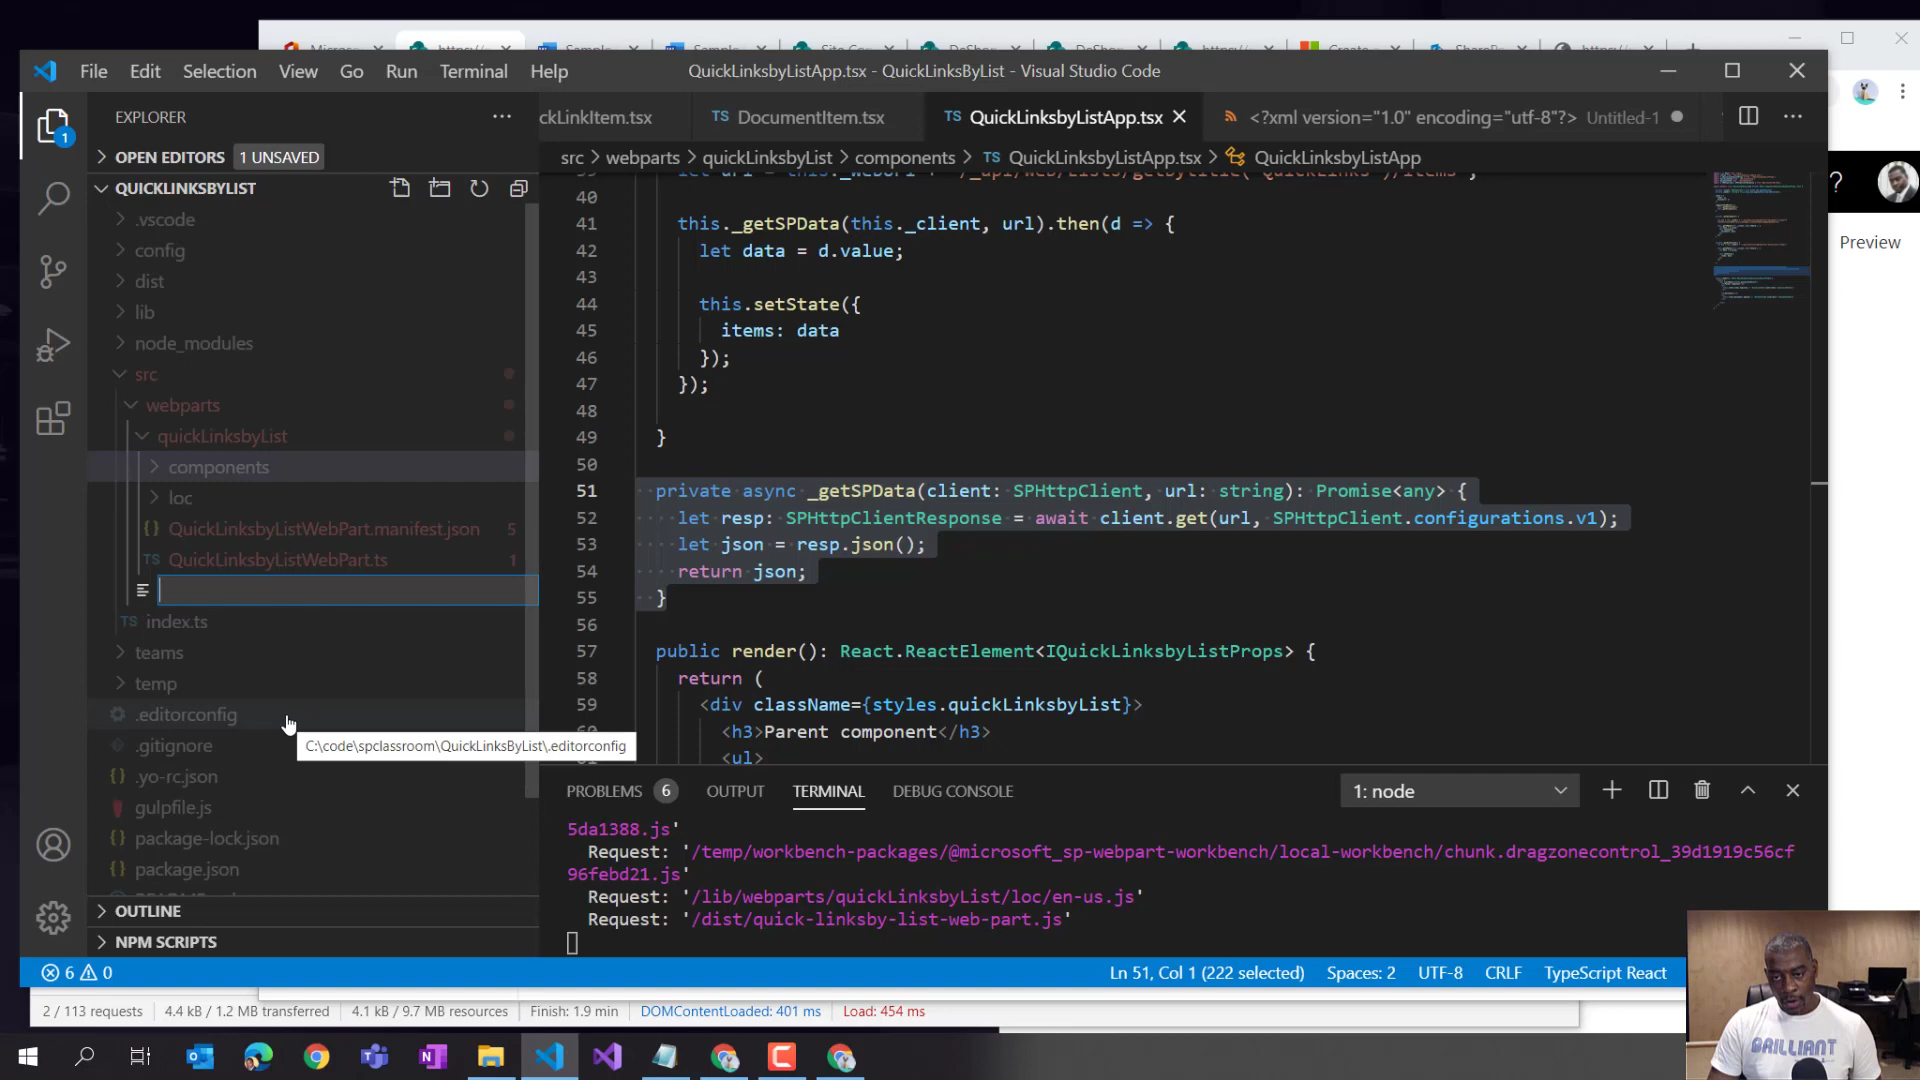 File Edit Selection View Go Run Terminal Help
QuickLinksbyListApp.tsx - QuickLinksByList - Visual Studio Code
EXPLORER
OPEN EDITORS 1 UNSAVED
QUICKLINKSBYLIST
.vscode
config
dist
lib
node_modules
src
webparts
quickLinksbyList
components
loc
QuickLinksbyListWebPart.manifest.json 5
TS QuickLinksbyListWebPart.ts 1
TS index.ts
teams
temp
.editorconfig
C:\code\spclassroom\QuickLinksByList\.editorconfig
.gitignore
.yo-rc.json
gulpfile.js
package-lock.json
package.json
OUTLINE
NPM SCRIPTS
ckLinkItem.tsx TS DocumentItem.tsx TS QuickLinksbyListApp.tsx <?xml version="1.0" encoding="utf-8"?> Untitled-1
src > webparts > quickLinksbyList > components > TS QuickLinksbyListApp.tsx > QuickLinksbyListApp
40
41 this._getSPData(this._client, url).then(d => {
42 let data = d.value;
43
44 this.setState({
45 items: data
46 });
47 });
48
49 }
50
51 private async _getSPData(client: SPHttpClient, url: string): Promise<any> {
52 let resp: SPHttpClientResponse = await client.get(url, SPHttpClient.configurations.v1);
53 let json = resp.json();
54 return json;
55 }
56
57 public render(): React.ReactElement<IQuickLinksbyListProps> {
58 return (
59 <div className={styles.quickLinksbyList}>
<h3>Parent component</h3>
<ul>
PROBLEMS 6 OUTPUT TERMINAL DEBUG CONSOLE 1: node
5da1388.js'
Request: '/temp/workbench-packages/@microsoft_sp-webpart-workbench/local-workbench/chunk.dragzonecontrol_39d1919c56cf
96febd21.js'
Request: '/lib/webparts/quickLinksbyList/loc/en-us.js'
Request: '/dist/quick-linksby-list-web-part.js'
6 0
Ln 51, Col 1 (222 selected) Spaces: 2 UTF-8 CRLF TypeScript React
2 / 113 requests 4.4 kB / 1.2 MB transferred 4.1 kB / 9.7 MB resources Finish: 1.9 min DOMContentLoaded: 401 ms Load: 454 ms
?
Preview
BRILLIANT